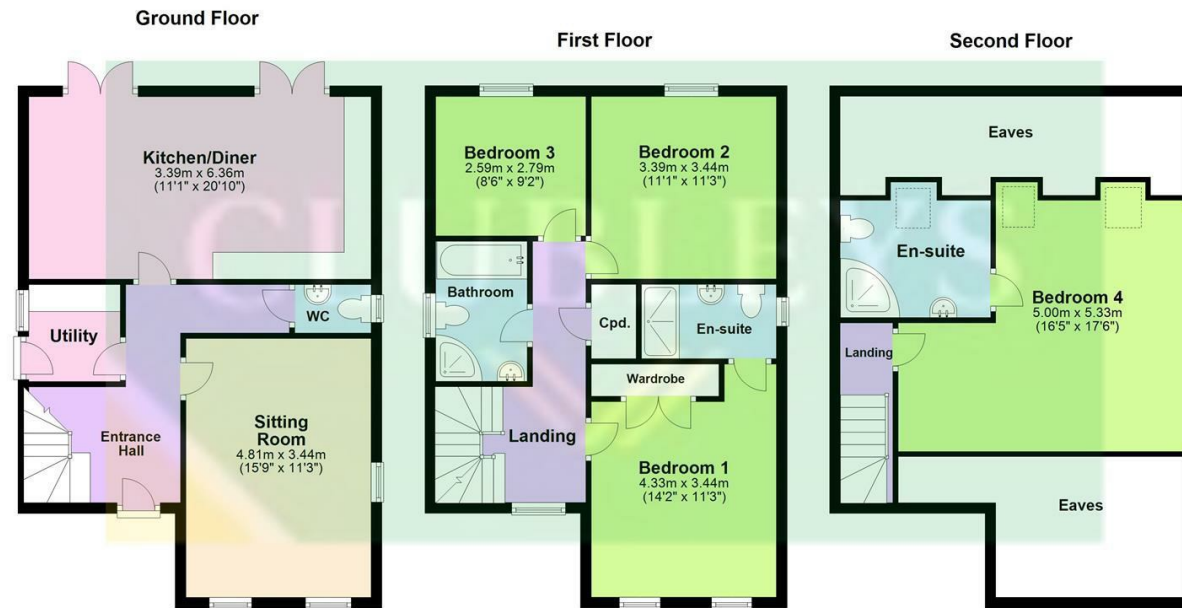 Ground Floor
Kitchen/Diner
3.39m x 6.36m
(11'1" x 20'10")
Utility
WC
Entrance
Hall
Sitting
Room
4.81m x 3.44m
(15'9" x 11'3")
First Floor
Bedroom 3
2.59m x 2.79m
(8'6" x 9'2")
Bedroom 2
3.39m x 3.44m
(11'1" x 11'3")
Bathroom
Cpd.
En-suite
Wardrobe
Landing
Bedroom 1
4.33m x 3.44m
(14'2" x 11'3")
Second Floor
Eaves
En-suite
Bedroom 4
5.00m x 5.33m
(16'5" x 17'6")
Landing
Eaves
CLUBLEYS